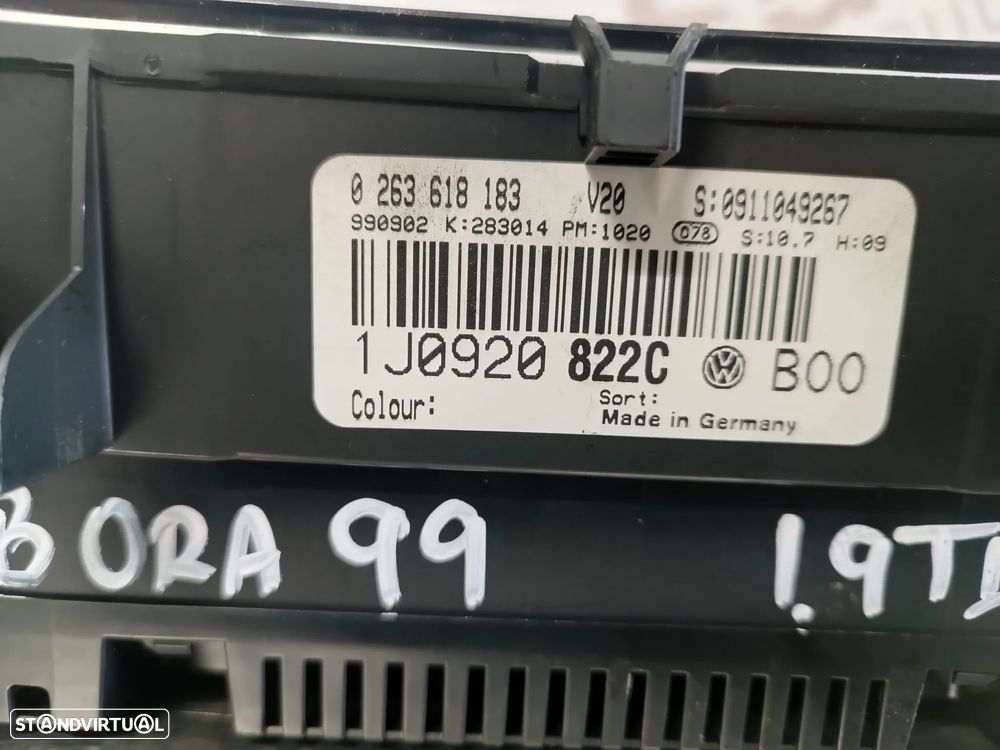 0 263 618 183 V20 S:0911049267
990902 K:283014 PM:1020 078 S:10.7 H:09
1J0920 822C VW B00
Colour: Sort:
Made in Germany
BORA 99 1.9TD
STANDVIRTUAL